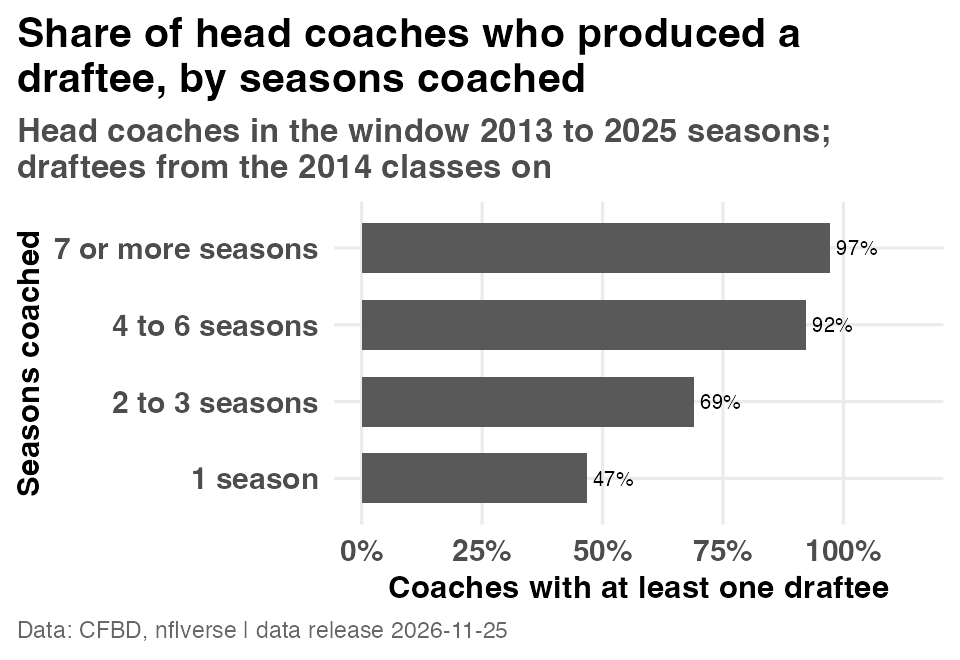 Share of head coaches who produced a
draftee, by seasons coached
Head coaches in the window 2013 to 2025 seasons;
draftees from the 2014 classes on
Seasons coached
7 or more seasons
97%
4 to 6 seasons
92%
2 to 3 seasons
69%
1 season
47%
0% 25% 50% 75% 100%
Coaches with at least one draftee
Data: CFBD, nflverse | data release 2026-11-25